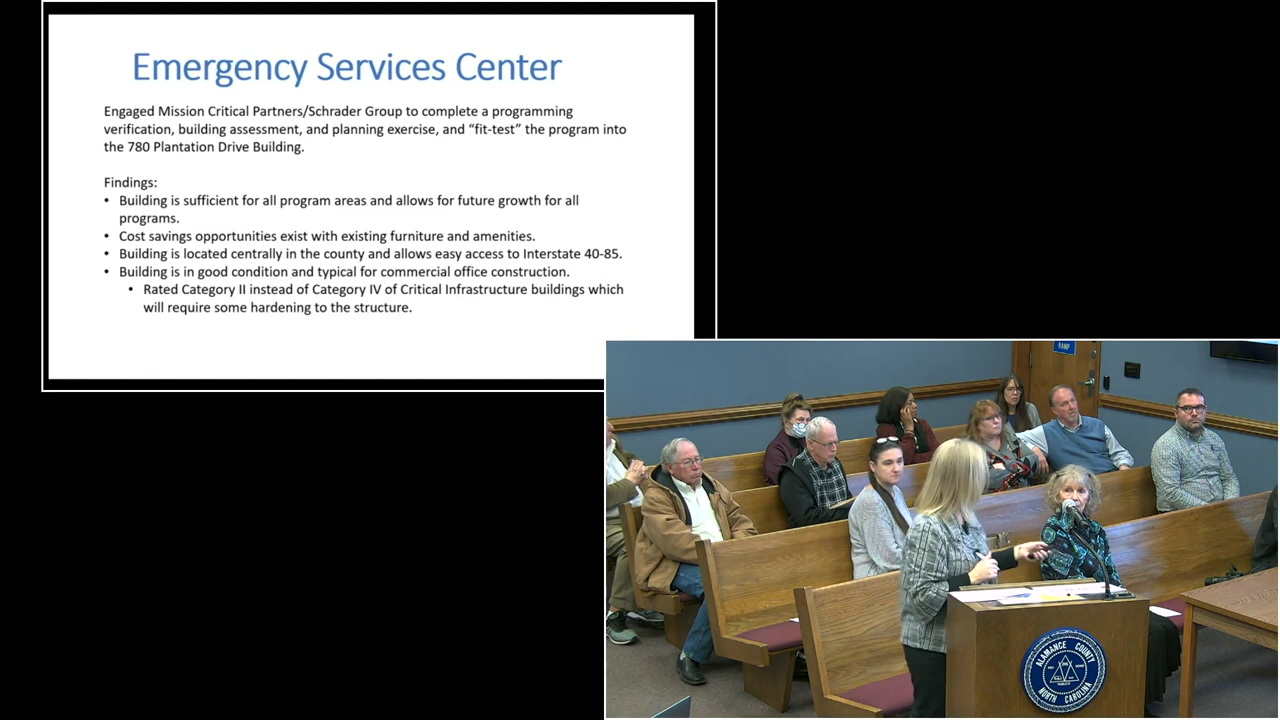 Emergency Services Center
Engaged Mission Critical Partners/Schrader Group to complete a programming
verification, building assessment, and planning exercise, and “fit-test” the program into
the 780 Plantation Drive Building.
Findings:
• Building is sufficient for all program areas and allows for future growth for all
programs.
• Cost savings opportunities exist with existing furniture and amenities.
• Building is located centrally in the county and allows easy access to Interstate 40-85.
• Building is in good condition and typical for commercial office construction.
• Rated Category II instead of Category IV of Critical Infrastructure buildings which
will require some hardening to the structure.
RAMP
ALAMANCE COUNTY
NORTH CAROLINA